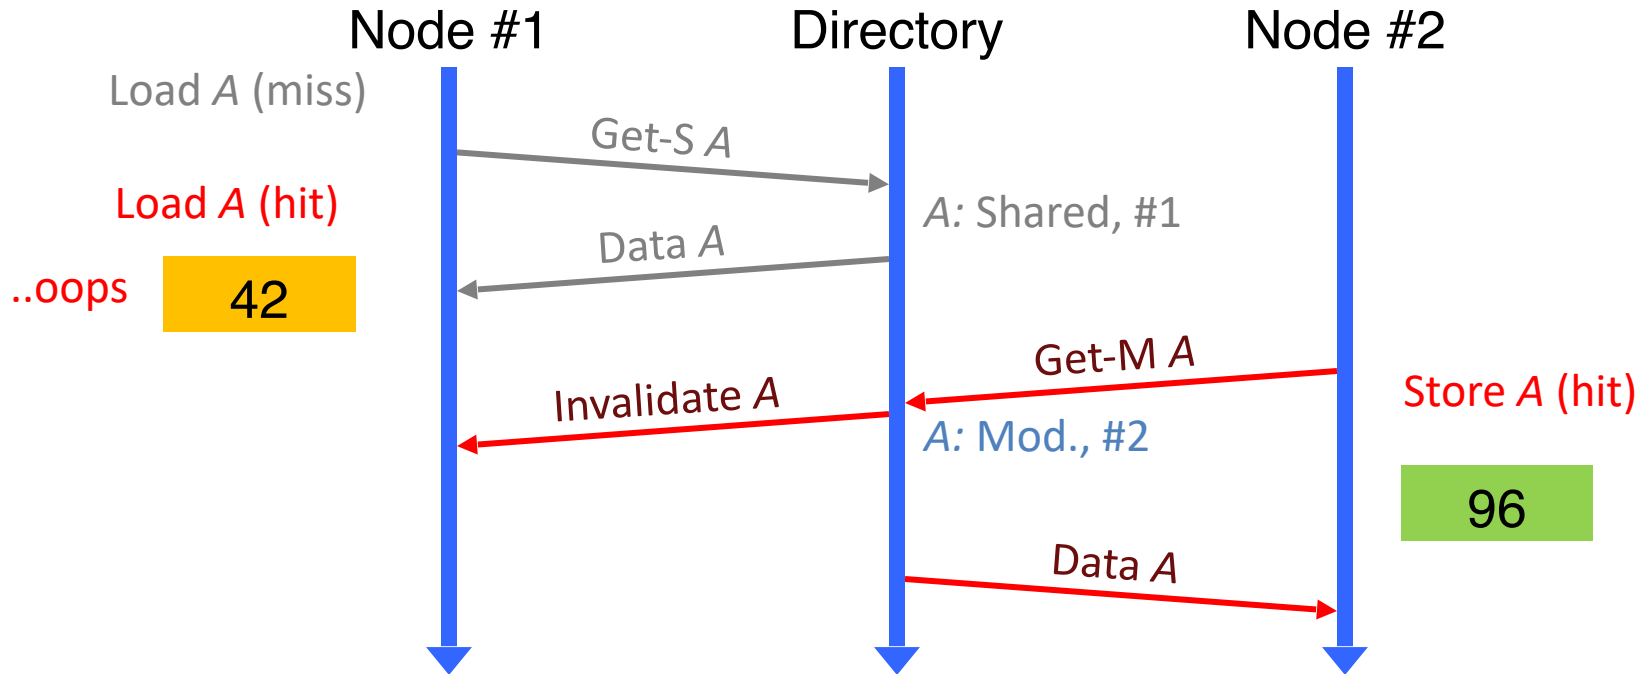 Node #1
Directory
Node #2
Load A (miss)
Get-S A
Load A (hit)
A: Shared, #1
Data A
..oops
42
Get-M A
Invalidate A
Store A (hit)
A: Mod., #2
96
Data A